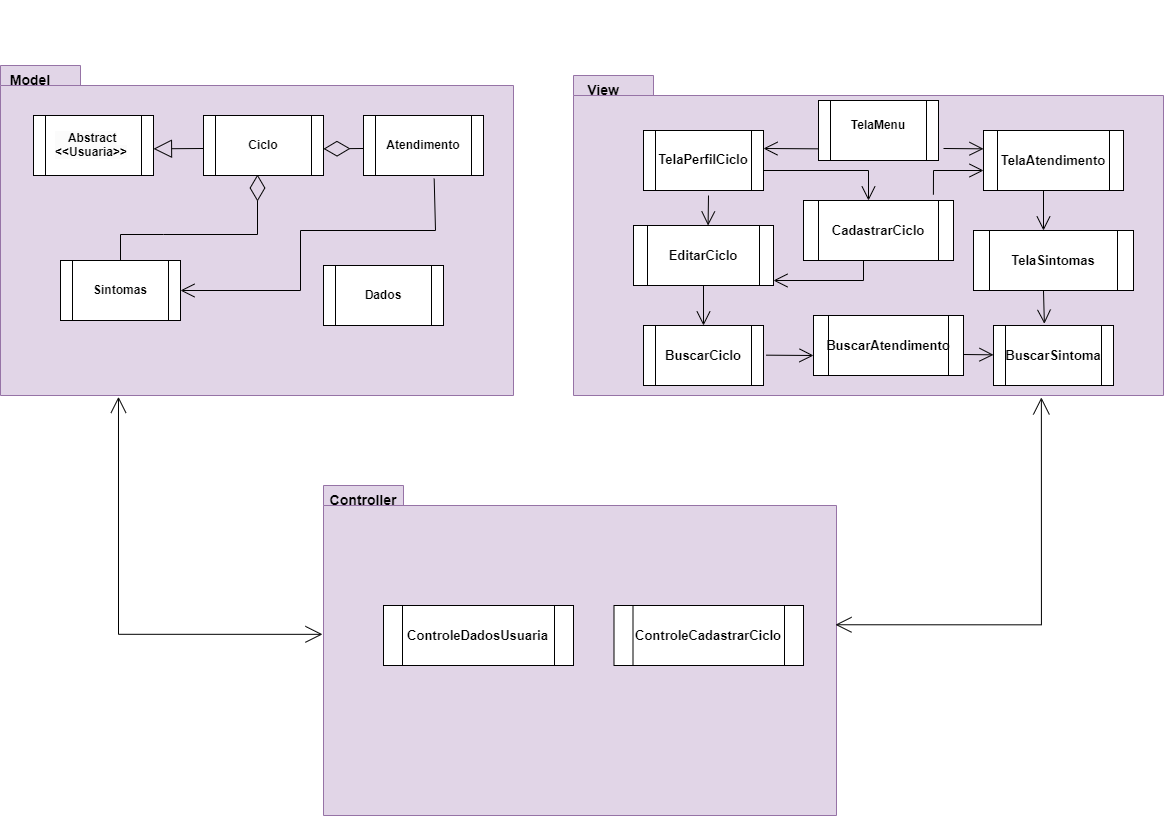 Model
Abstract
<<Usuaria>>
Ciclo
Atendimento
Sintomas
Dados
View
TelaMenu
TelaPerfilCiclo
TelaAtendimento
CadastrarCiclo
EditarCiclo
TelaSintomas
BuscarCiclo
BuscarAtendimento
BuscarSintoma
Controller
ControleDadosUsuaria
ControleCadastrarCiclo